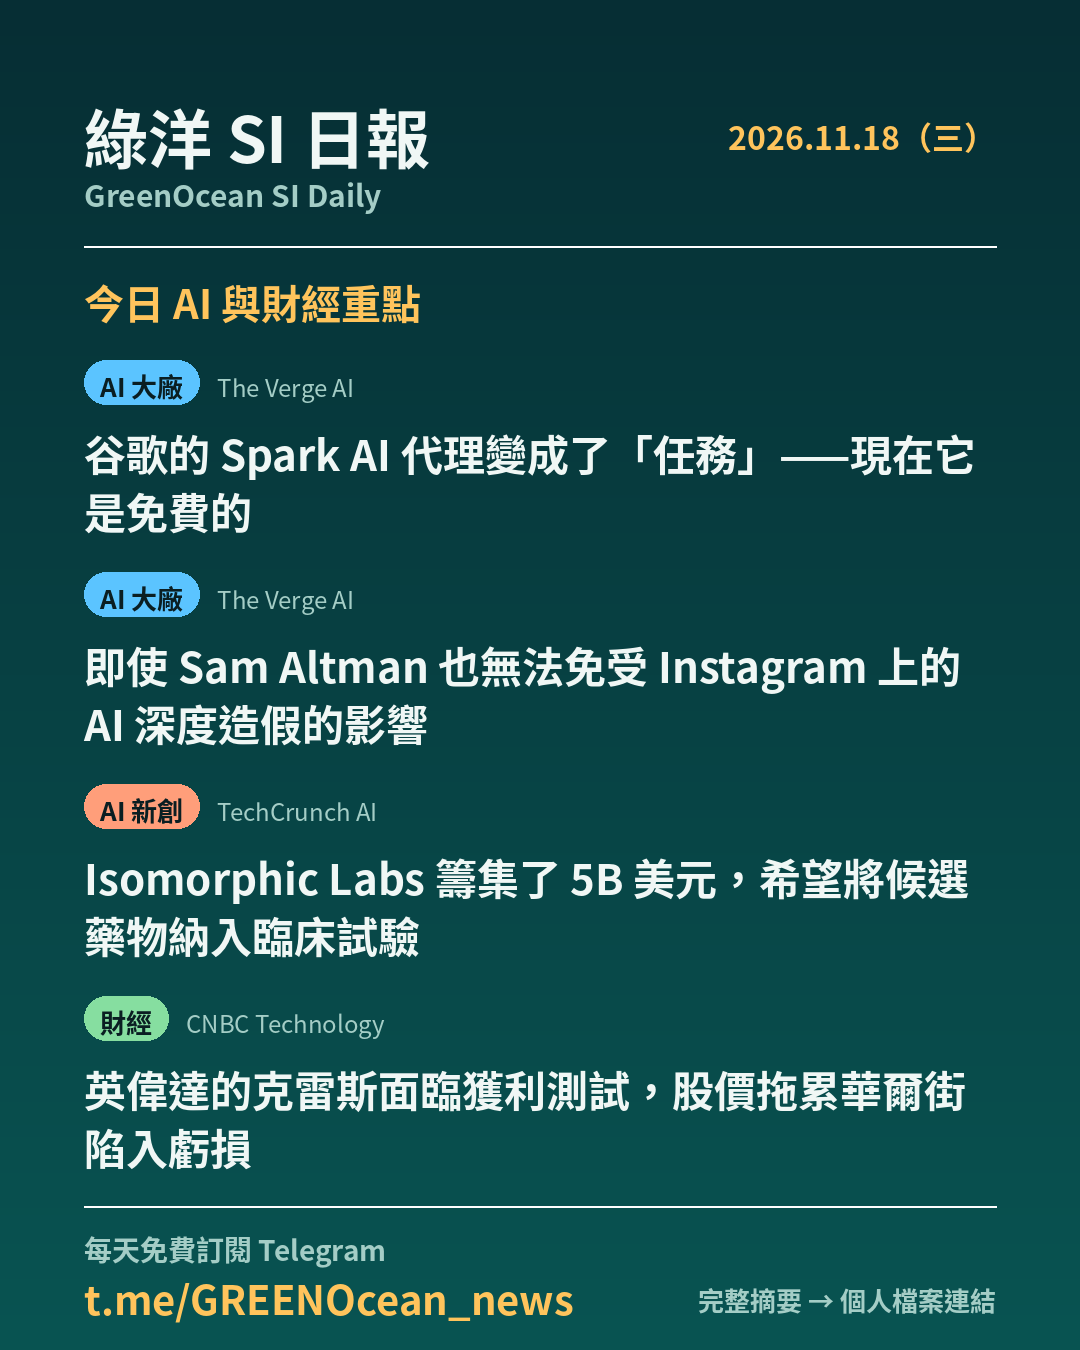 綠洋 SI 日報
2026.11.18（三）
GreenOcean SI Daily
今日 AI 與財經重點
AI 大廠 The Verge AI
谷歌的 Spark AI 代理變成了「任務」——現在它
是免費的
AI 大廠 The Verge AI
即使 Sam Altman 也無法免受 Instagram 上的
AI 深度造假的影響
AI 新創 TechCrunch AI
Isomorphic Labs 籌集了 5B 美元，希望將候選
藥物納入臨床試驗
財經 CNBC Technology
英偉達的克雷斯面臨獲利測試，股價拖累華爾街
陷入虧損
每天免費訂閱 Telegram
t.me/GREENOcean_news
完整摘要 → 個人檔案連結